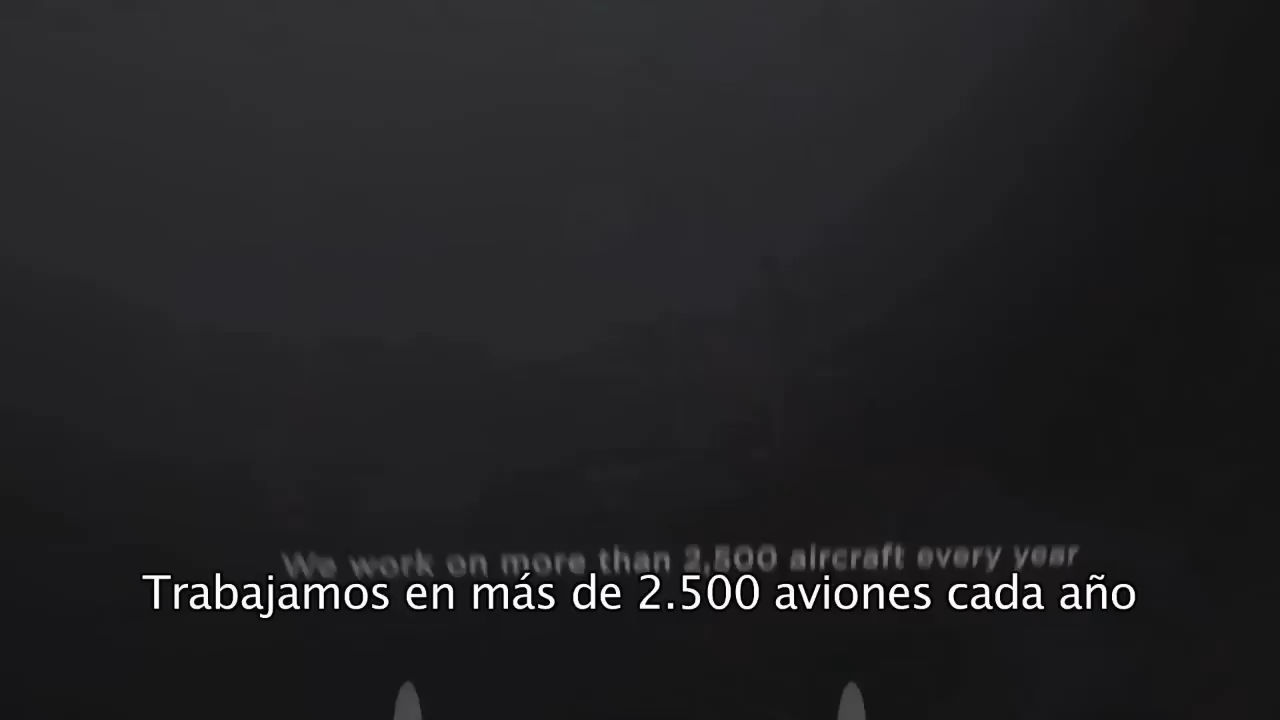 We work on more than 2,500 aircraft every year
Trabajamos en más de 2.500 aviones cada año